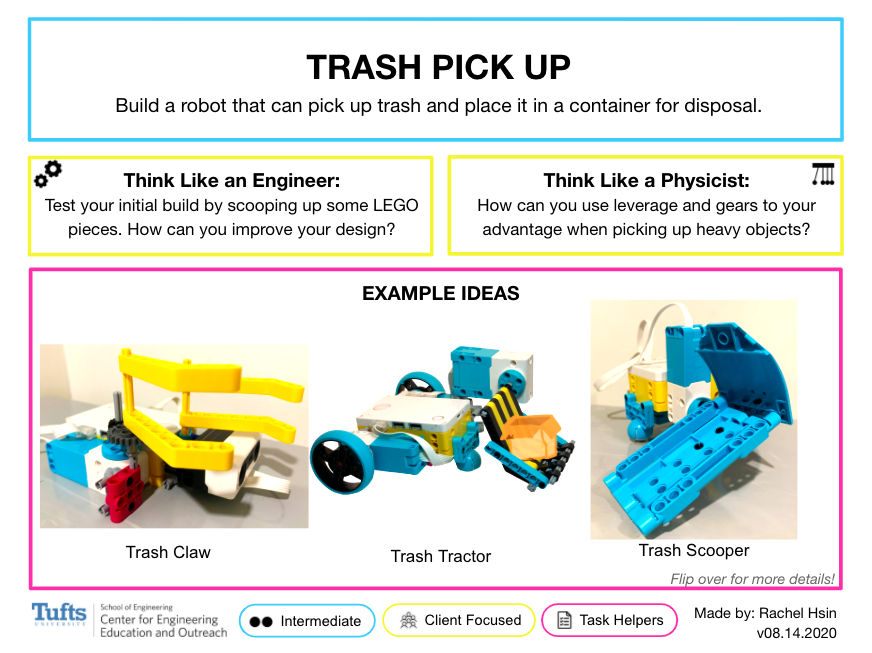 TRASH PICK UP
Build a robot that can pick up trash and place it in a container for disposal.
Think Like an Engineer:
Test your initial build by scooping up some LEGO
pieces. How can you improve your design?
Think Like a Physicist:
How can you use leverage and gears to your
advantage when picking up heavy objects?
EXAMPLE IDEAS
Trash Claw
Trash Tractor
Trash Scooper
Flip over for more details!
Tufts
UNIVERSITY
School of Engineering
Center for Engineering
Education and Outreach
Intermediate
Client Focused
Task Helpers
Made by: Rachel Hsin
v08.14.2020